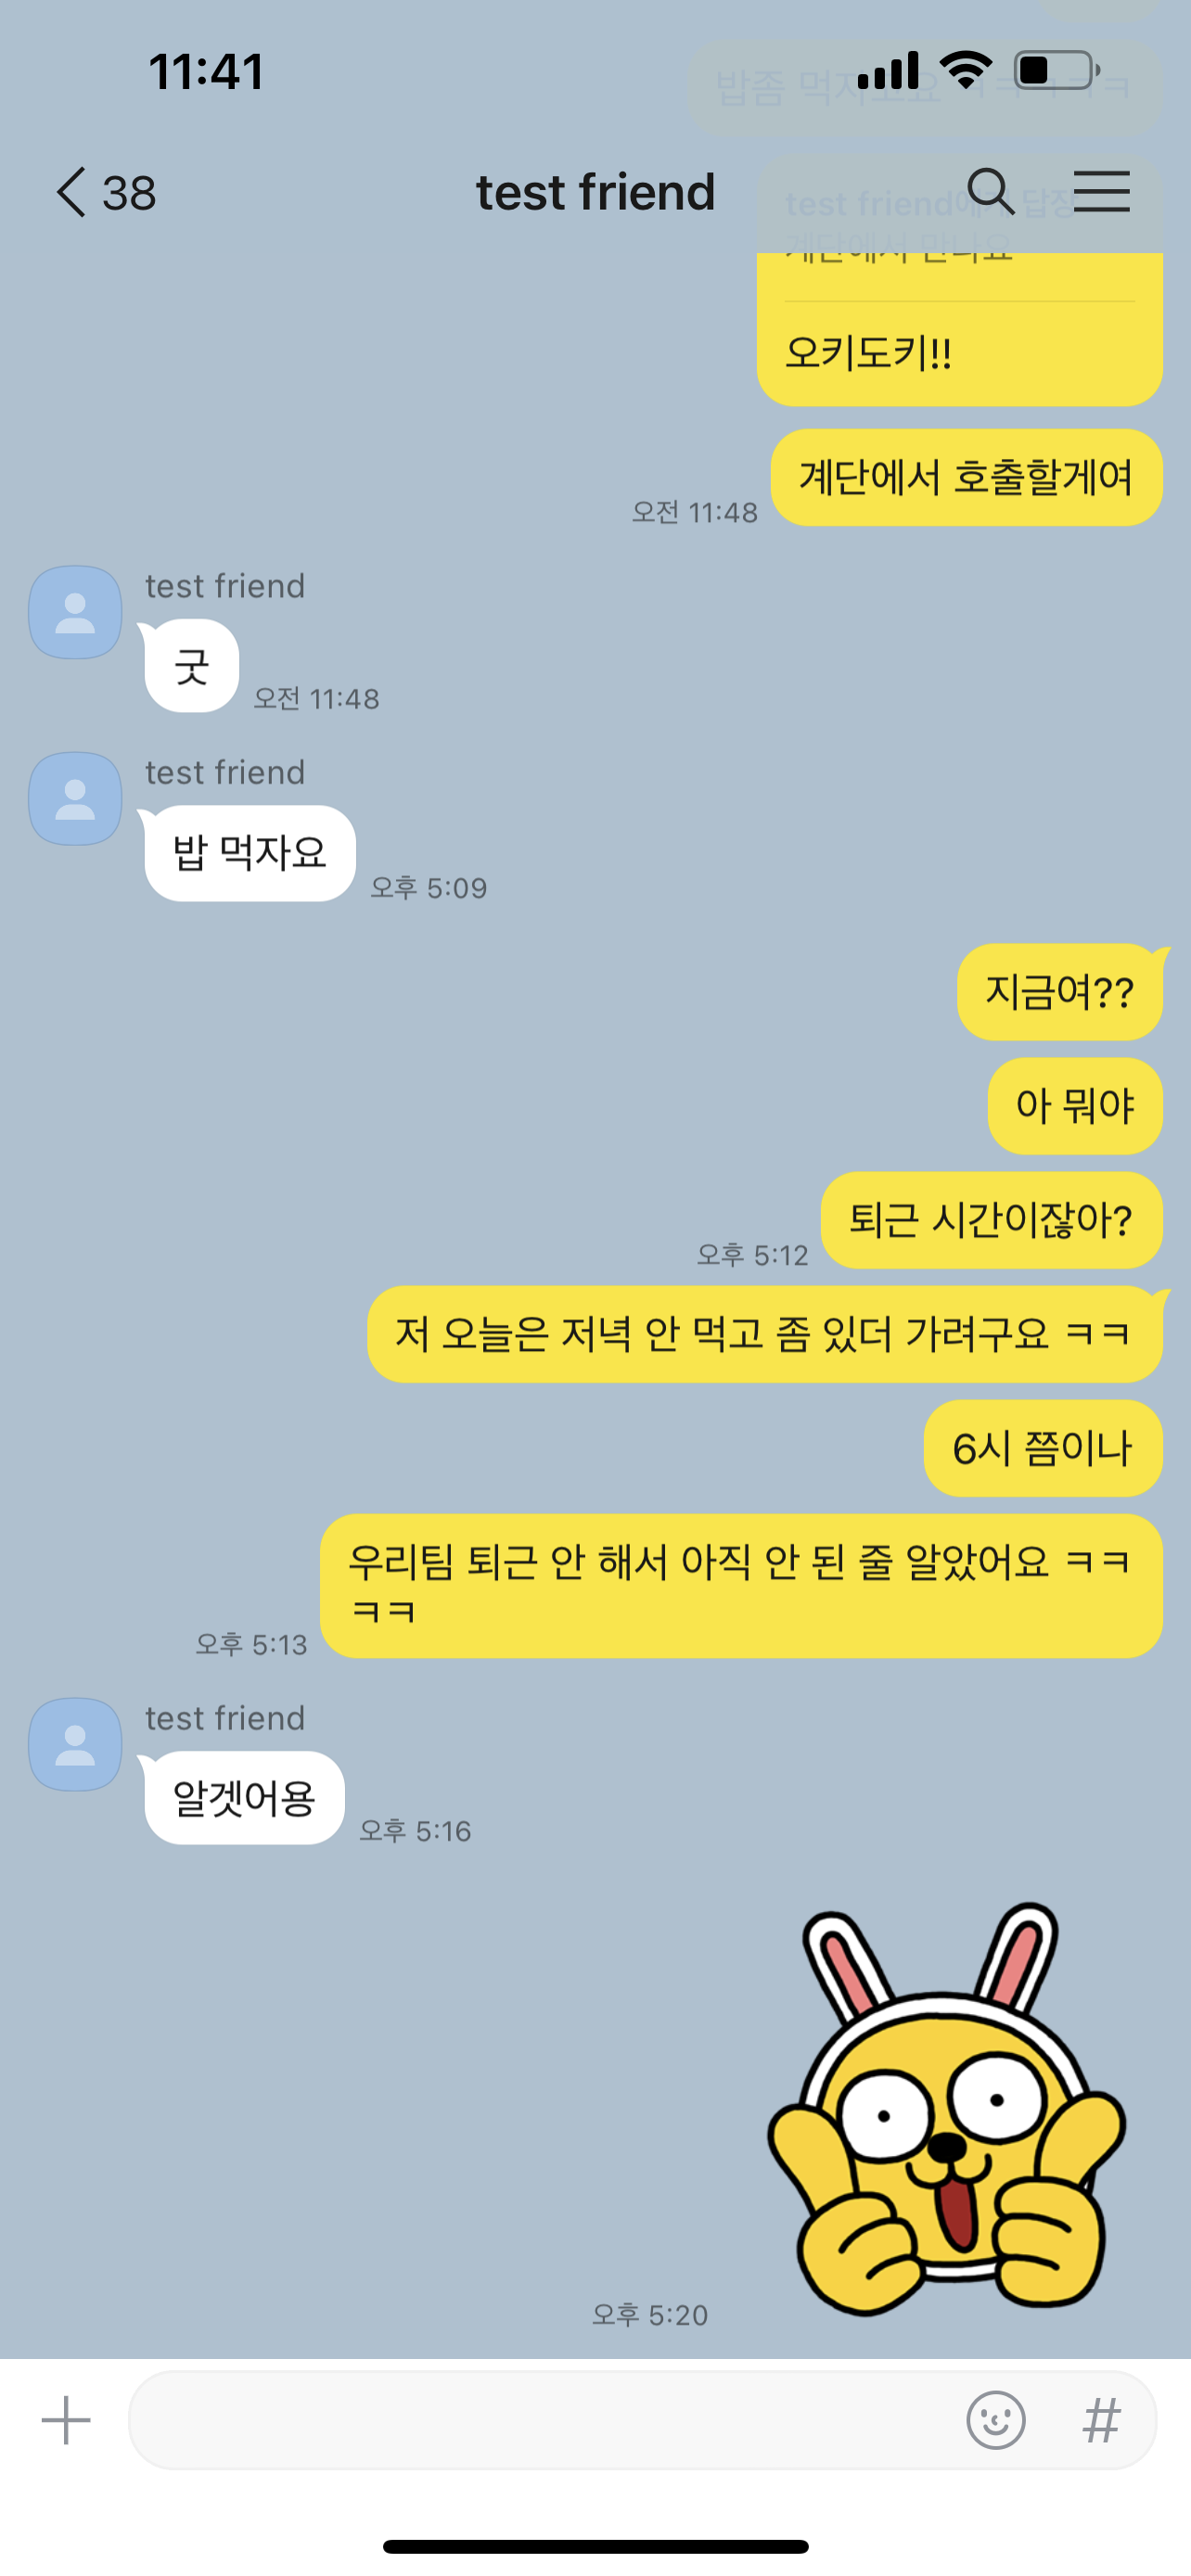 11:41
밥좀 먹자고요 ㅋㅋㅋㅋㅋ
38
test friend
test friend에게 답장
계단에서 만나요
오키도키!!
계단에서 호출할게여
오전 11:48
test friend
굿
오전 11:48
test friend
밥 먹자요
오후 5:09
지금여??
아 뭐야
퇴근 시간이잖아?
오후 5:12
저 오늘은 저녁 안 먹고 좀 있더 가려구요 ㅋㅋ
6시 쯤이나
우리팀 퇴근 안 해서 아직 안 된 줄 알았어요 ㅋㅋ
ㅋㅋ
오후 5:13
test friend
알겟어용
오후 5:16
오후 5:20
#